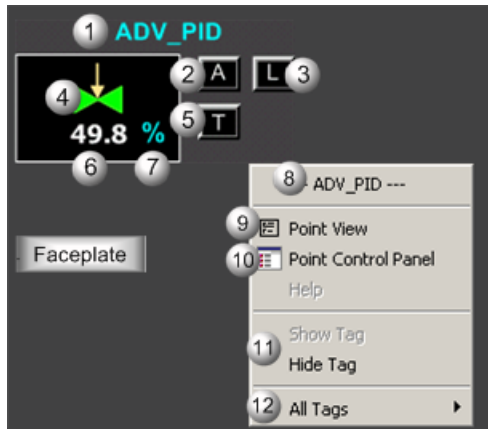 1 ADV_PID
2 A L 3
4
5 T
49.8 %
6 7
8 - ADV_PID ---
9 Point View
Faceplate
10 Point Control Panel
Help
Show Tag
11
Hide Tag
12 All Tags